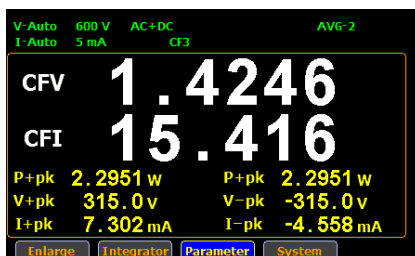 V-Auto 600 V AC+DC AVG-2
I-Auto 5 mA CF3
CFV 1.4246
CFI 15.416
P+pk 2.2951 W P+pk 2.2951 W
V+pk 315.0 V V-pk -315.0 V
I+pk 7.302 mA I-pk -4.558 mA
Enlarge Integrator Parameter System